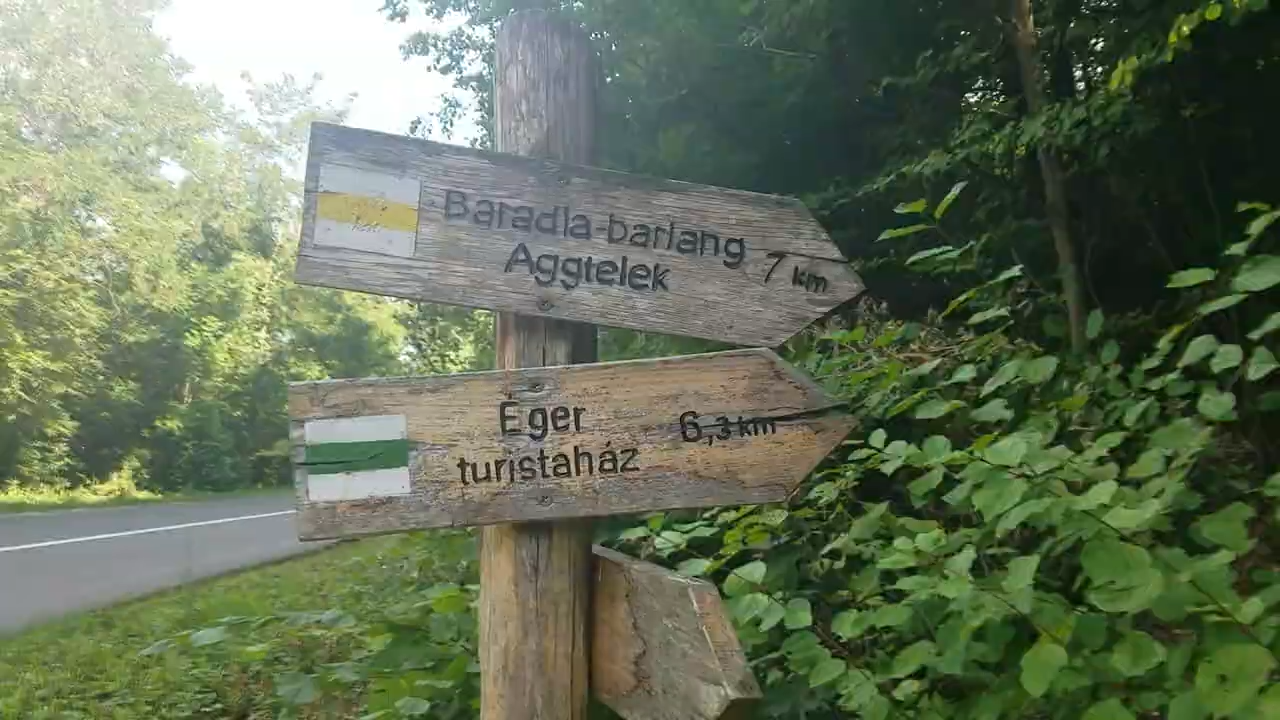 Baradla-barlang
Aggtelek
7 km
Eger
turistaház
6,3 km